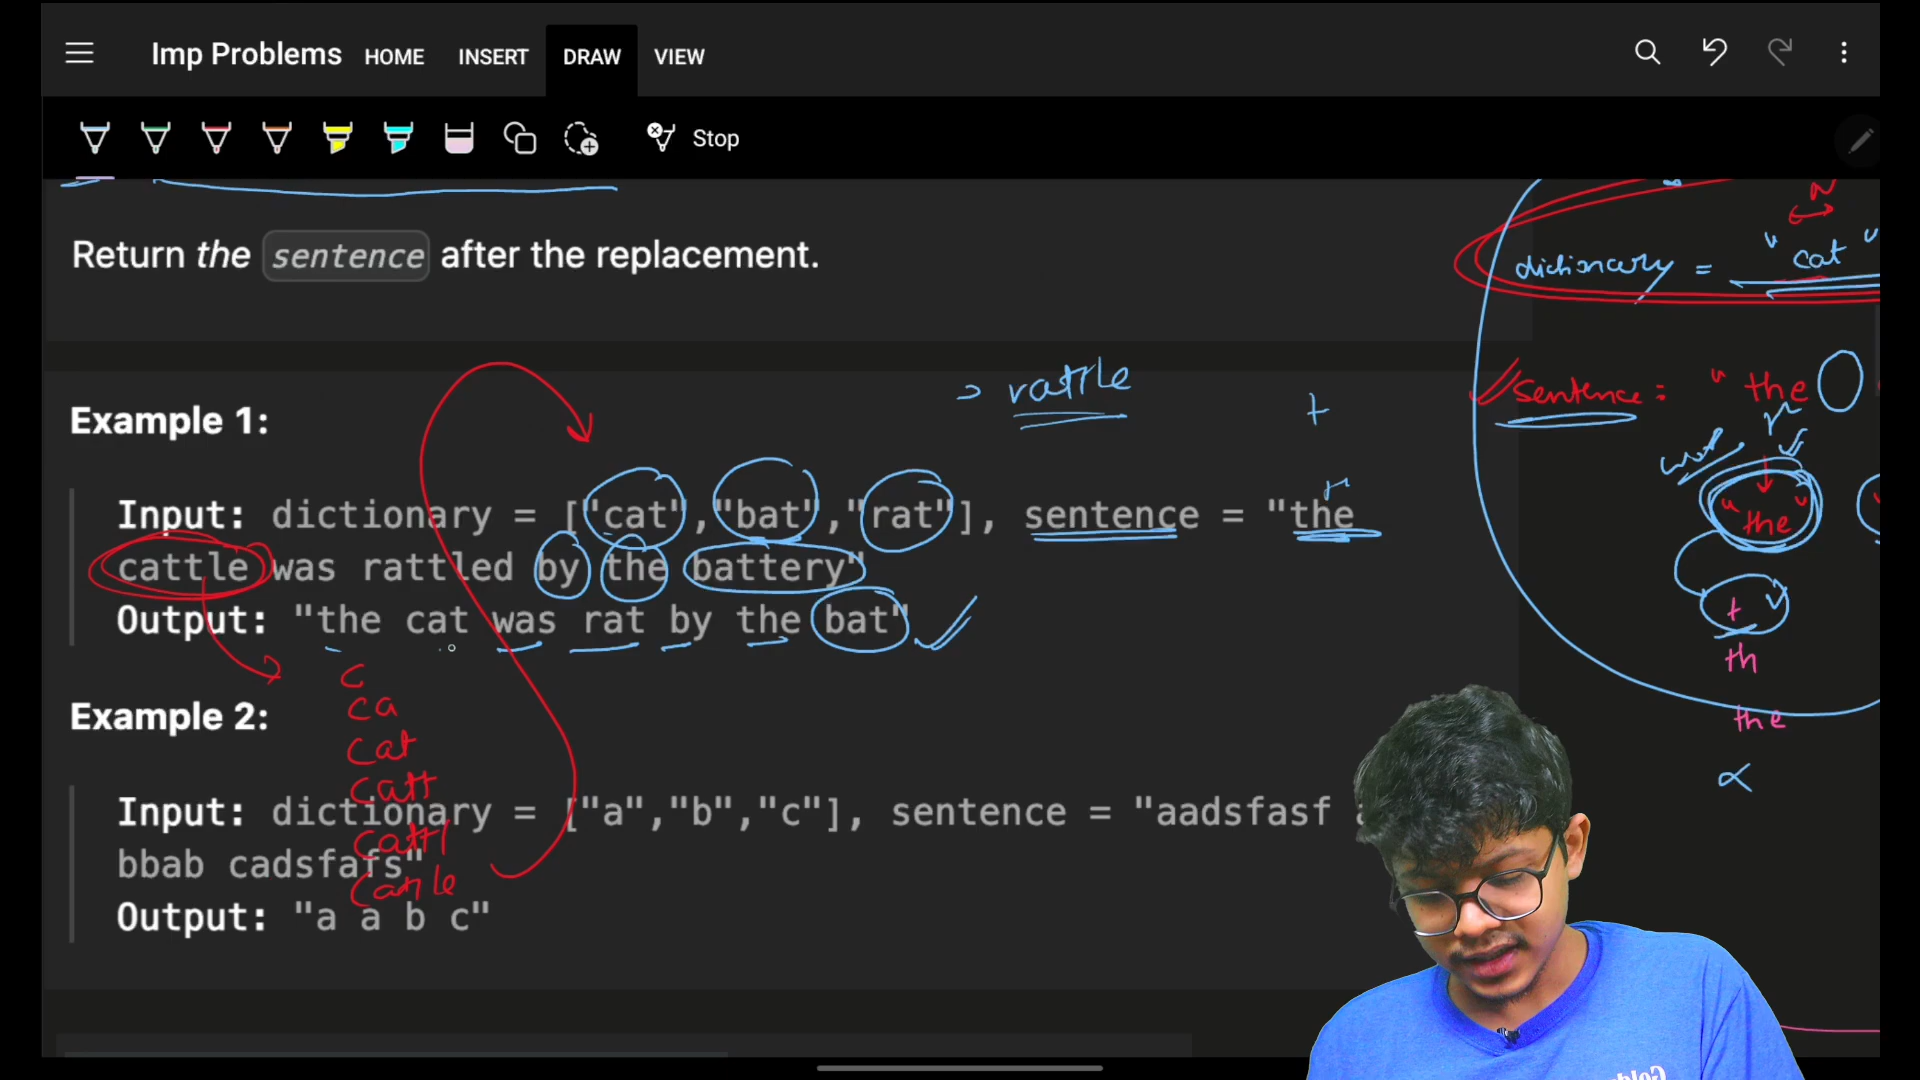 Imp Problems HOME INSERT DRAW VIEW
Stop
Return the sentence after the replacement.
dictionary = "cat"
rattle
t
sentence: "the
Example 1:
Input: dictionary = ["cat","bat","rat"], sentence = "the
cattle was rattled by the battery"
Output: "the cat was rat by the bat"
"the"
t
th
the
c
ca
cat
catt
cattl
cattle
Example 2:
Input: dictionary = ["a","b","c"], sentence = "aadsfasf a
bbab cadsfafs"
Output: "a a b c"